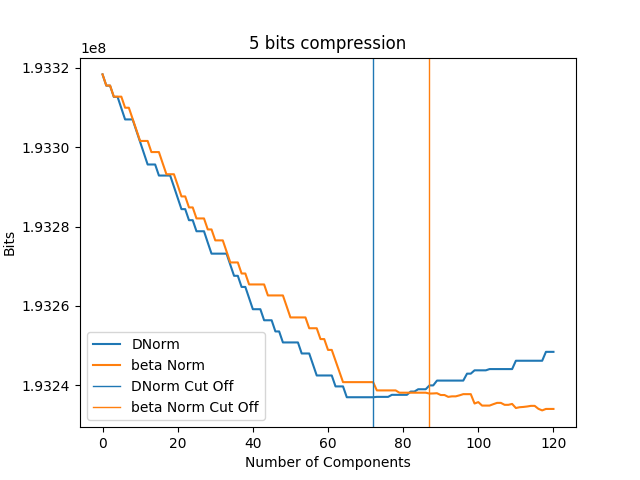 5 bits compression
1e8
1.9332
1.9330
1.9328
1.9326
1.9324
Bits
DNorm
beta Norm
DNorm Cut Off
beta Norm Cut Off
0 20 40 60 80 100 120
Number of Components